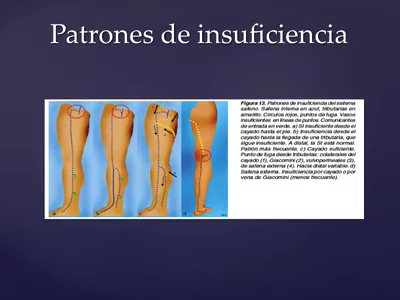 Patrones de insuficiencia
Figura 13. Patrones de insuficiencia del sistema
safeno. Safena interna en azul, tributarias en
amarillo. Círculos rojos, puntos de fuga. Vasos
insuficientes en líneas de puntos. Comunicantes
de entrada en verde. a) SI insuficiente desde el
cayado hasta el pie. b) Insuficiencia desde el
cayado hasta la llegada de una tributaria, que
sigue insuficiente. A distal, la SI está normal.
Patrón más frecuente. c) Cayado suficiente.
Punto de fuga desde tributarias: colaterales del
cayado (1), Giacomini (2), vulvoperineales (3),
de safena externa (4). Hacia distal variable. d)
Safena externa. Insuficiencia por cayado o por
vena de Giacomini (menos frecuente).
a
b
c
d